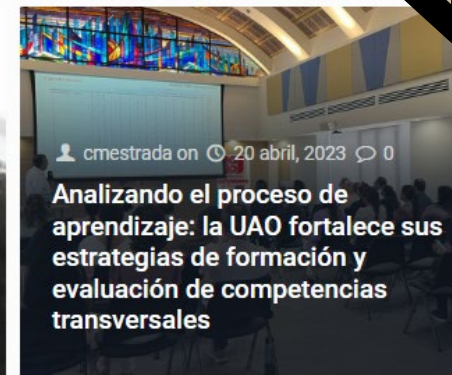 cmestrada on 20 abril, 2023 0
Analizando el proceso de
aprendizaje: la UAO fortalece sus
estrategias de formación y
evaluación de competencias
transversales